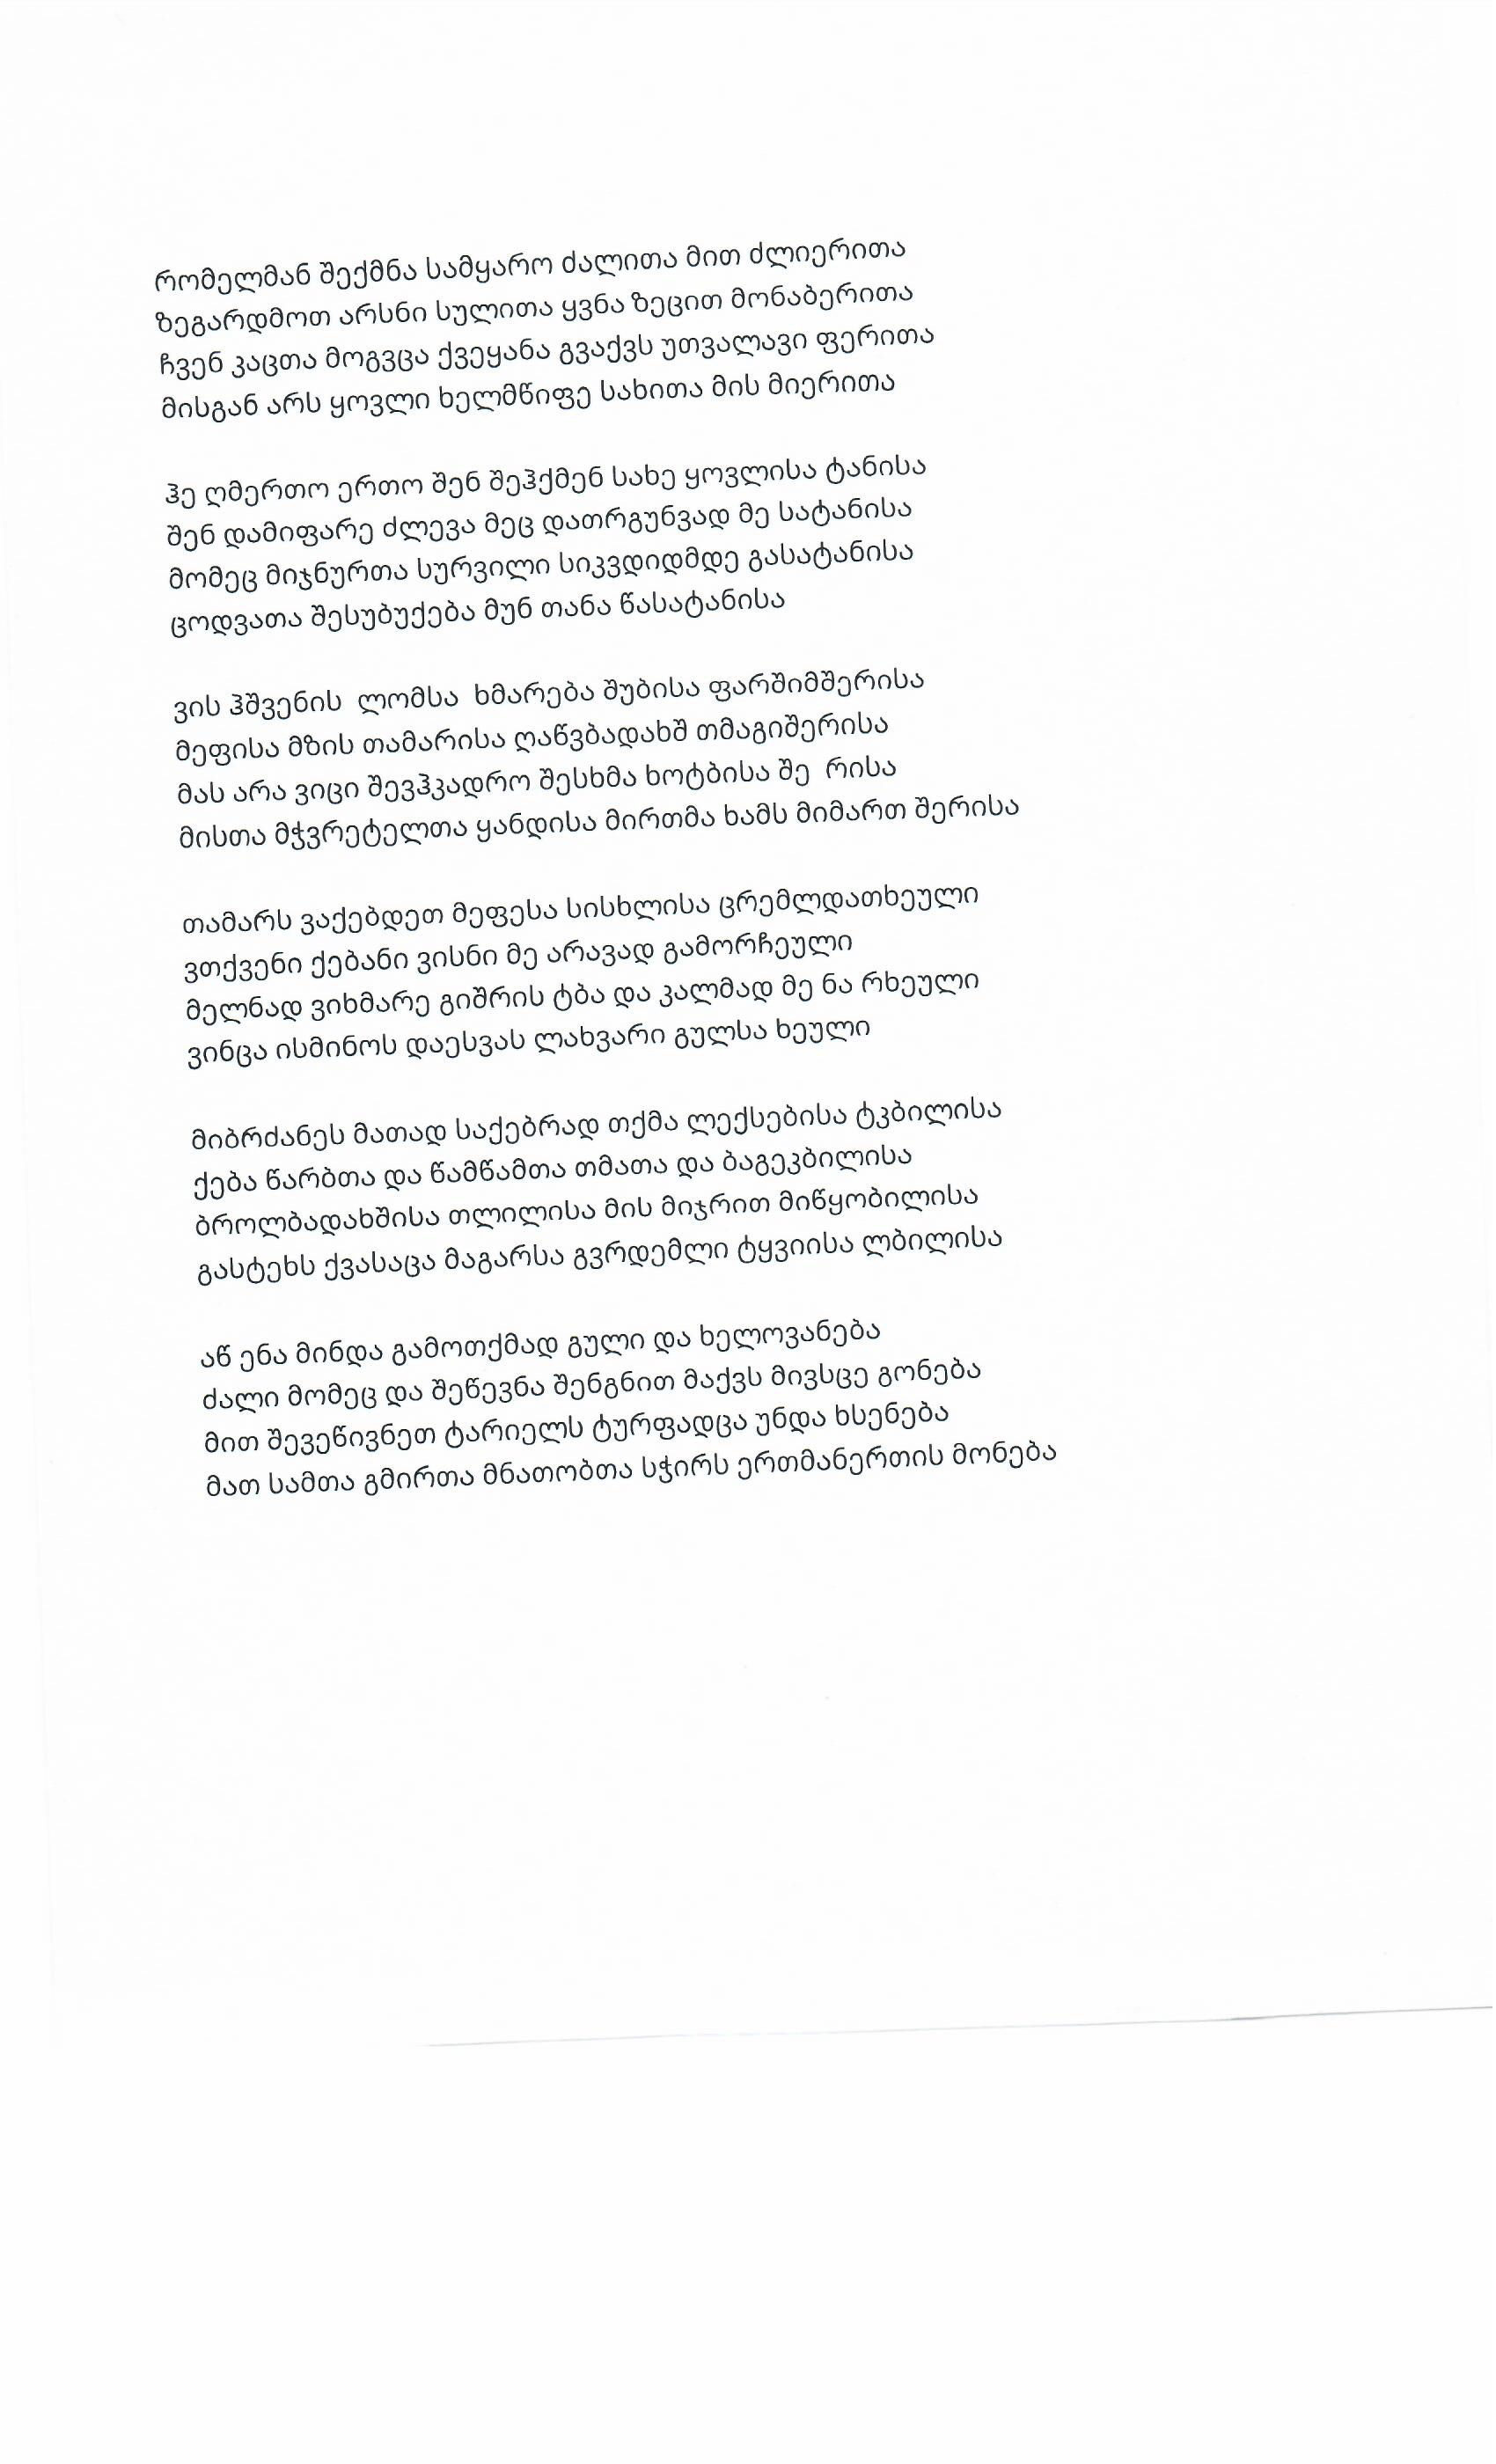 რომელმან შექმნა სამყარო ძალითა მით ძლიერითა
ზეგარდმოთ არსნი სულითა ყვნა ზეცით მონაბერითა
ჩვენ კაცთა მოგვცა ქვეყანა გვაქვს უთვალავი ფერითა
მისგან არს ყოვლი ხელმწიფე სახითა მის მიერითა

ჰე ღმერთო ერთო შენ შეჰქმენ სახე ყოვლისა ტანისა
შენ დამიფარე ძლევა მეც დათრგუნვად მე სატანისა
მომეც მიჯნურთა სურვილი სიკვდიდმდე გასატანისა
ცოდვათა შესუბუქება მუნ თანა წასატანისა

ვის ჰშვენის ლომსა ხმარება შუბისა ფარშიმშერისა
მეფისა მზის თამარისა ღაწვბადახშ თმაგიშერისა
მას არა ვიცი შევჰკადრო შესხმა ხოტბისა შე რისა
მისთა მჭვრეტელთა ყანდისა მირთმა ხამს მიმართ შერისა

თამარს ვაქებდეთ მეფესა სისხლისა ცრემლდათხეული
ვთქვენი ქებანი ვისნი მე არავად გამორჩეული
მელნად ვიხმარე გიშრის ტბა და კალმად მე ნა რხეული
ვინცა ისმინოს დაესვას ლახვარი გულსა ხეული

მიბრძანეს მათად საქებრად თქმა ლექსებისა ტკბილისა
ქება წარბთა და წამწამთა თმათა და ბაგეკბილისა
ბროლბადახშისა თლილისა მის მიჯრით მიწყობილისა
გასტეხს ქვასაცა მაგარსა გვრდემლი ტყვიისა ლბილისა

აწ ენა მინდა გამოთქმად გული და ხელოვანება
ძალი მომეც და შეწევნა შენგნით მაქვს მივსცე გონება
მით შევეწივნეთ ტარიელს ტურფადცა უნდა ხსენება
მათ სამთა გმირთა მნათობთა სჭირს ერთმანერთის მონება